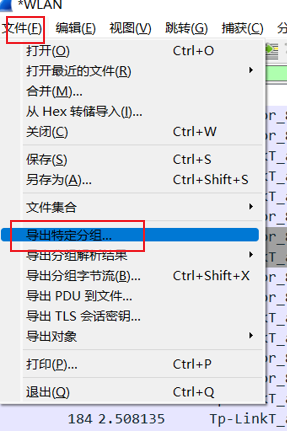 *WLAN
文件(F) 编辑(E) 视图(V) 跳转(G) 捕获(C)
打开(O) Ctrl+O
打开最近的文件(R)
合并(M)...
从 Hex 转储导入(I)...
关闭(C) Ctrl+W
保存(S) Ctrl+S
另存为(A)... Ctrl+Shift+S
文件集合
导出特定分组...
导出分组解析结果
导出分组字节流(B)... Ctrl+Shift+X
导出 PDU 到文件...
导出 TLS 会话密钥...
导出对象
打印(P)... Ctrl+P
退出(Q) Ctrl+Q
184 2.508135 Tp-LinkT_a